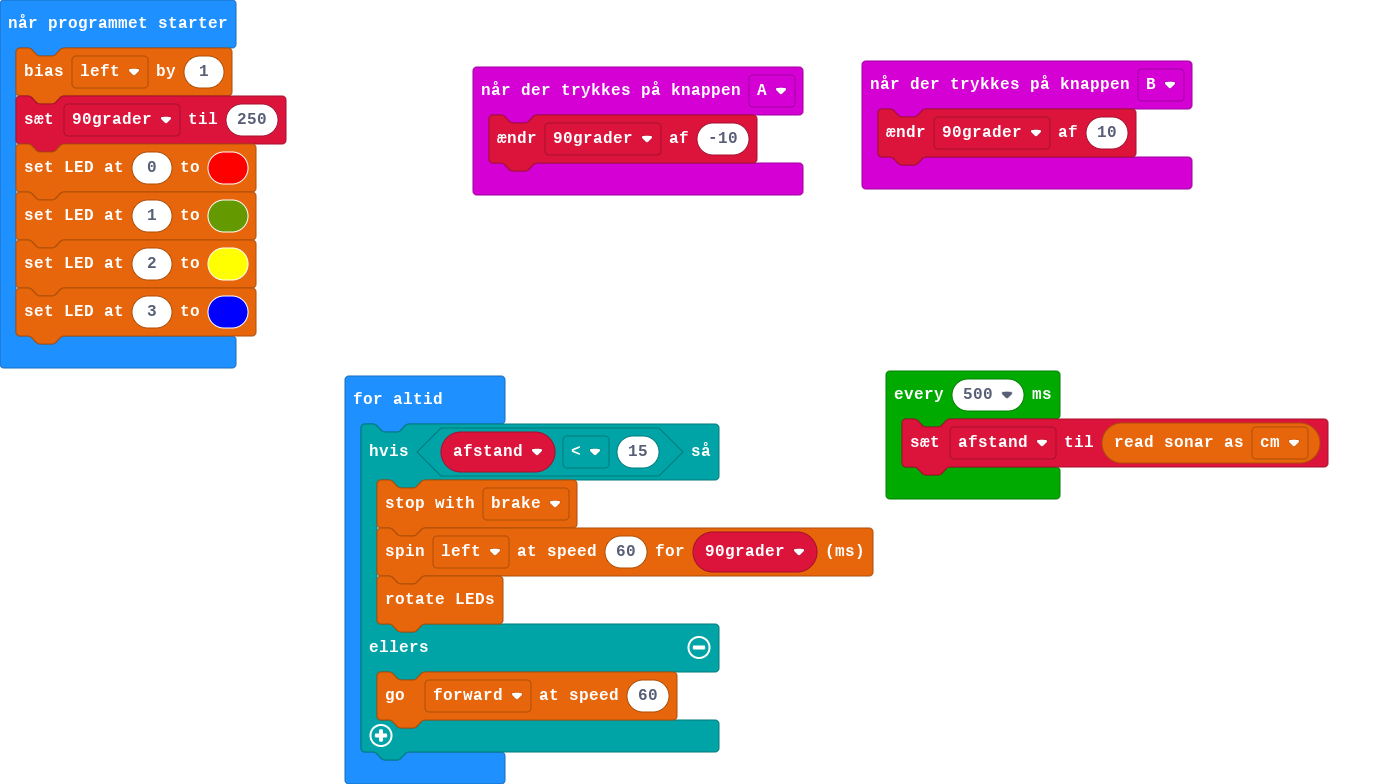 når programmet starter
bias left by 1
sæt 90grader til 250
set LED at 0 to
set LED at 1 to
set LED at 2 to
set LED at 3 to
når der trykkes på knappen A
ændr 90grader af -10
når der trykkes på knappen B
ændr 90grader af 10
for altid
hvis afstand < 15 så
stop with brake
spin left at speed 60 for 90grader (ms)
rotate LEDs
ellers
go forward at speed 60
every 500 ms
sæt afstand til read sonar as cm